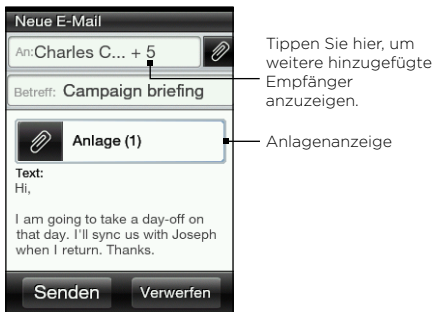 Neue E-Mail
An: Charles C... + 5
Betreff: Campaign briefing
Anlage (1)
Text:
Hi,
I am going to take a day-off on
that day. I'll sync us with Joseph
when I return. Thanks.
Senden Verwerfen
Tippen Sie hier, um
weitere hinzugefügte
Empfänger
anzuzeigen.
Anlagenanzeige